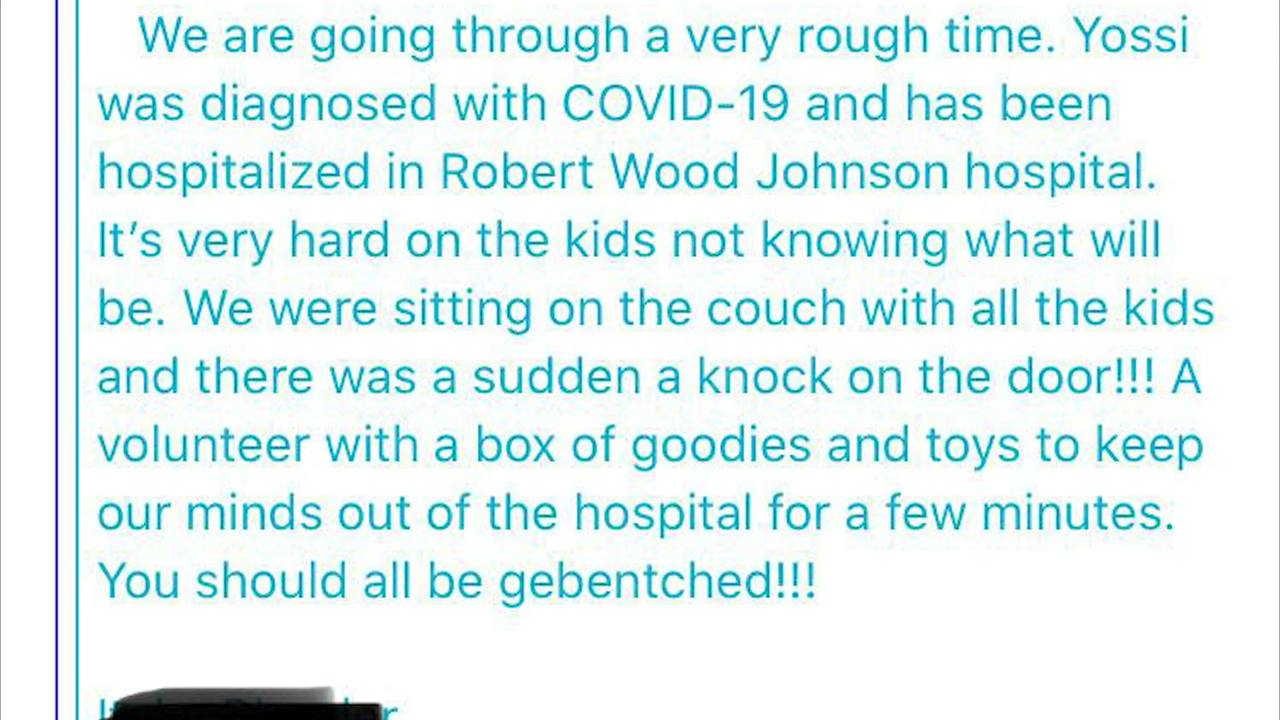 We are going through a very rough time. Yossi
was diagnosed with COVID-19 and has been
hospitalized in Robert Wood Johnson hospital.
It’s very hard on the kids not knowing what will
be. We were sitting on the couch with all the kids
and there was a sudden a knock on the door!!! A
volunteer with a box of goodies and toys to keep
our minds out of the hospital for a few minutes.
You should all be gebentched!!!